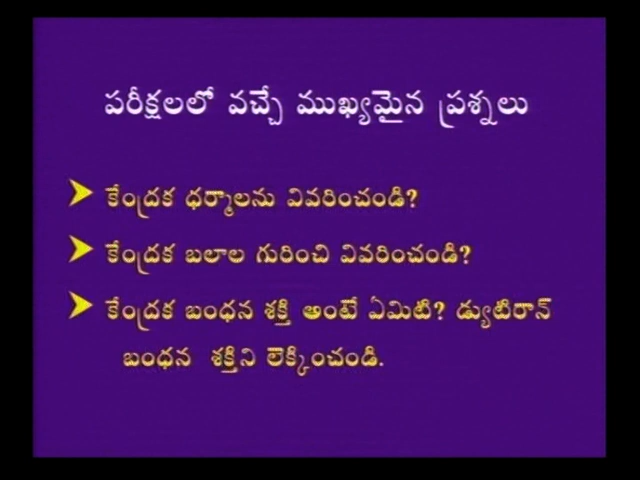 పరీక్షలలో వచ్చే ముఖ్యమైన ప్రశ్నలు
కేంద్రక ధర్మాలను వివరించండి?
కేంద్రక బలాల గురించి వివరించండి?
కేంద్రక బంధన శక్తి అంటే ఏమిటి? డ్యుటిరాన్
బంధన శక్తిని లెక్కించండి.